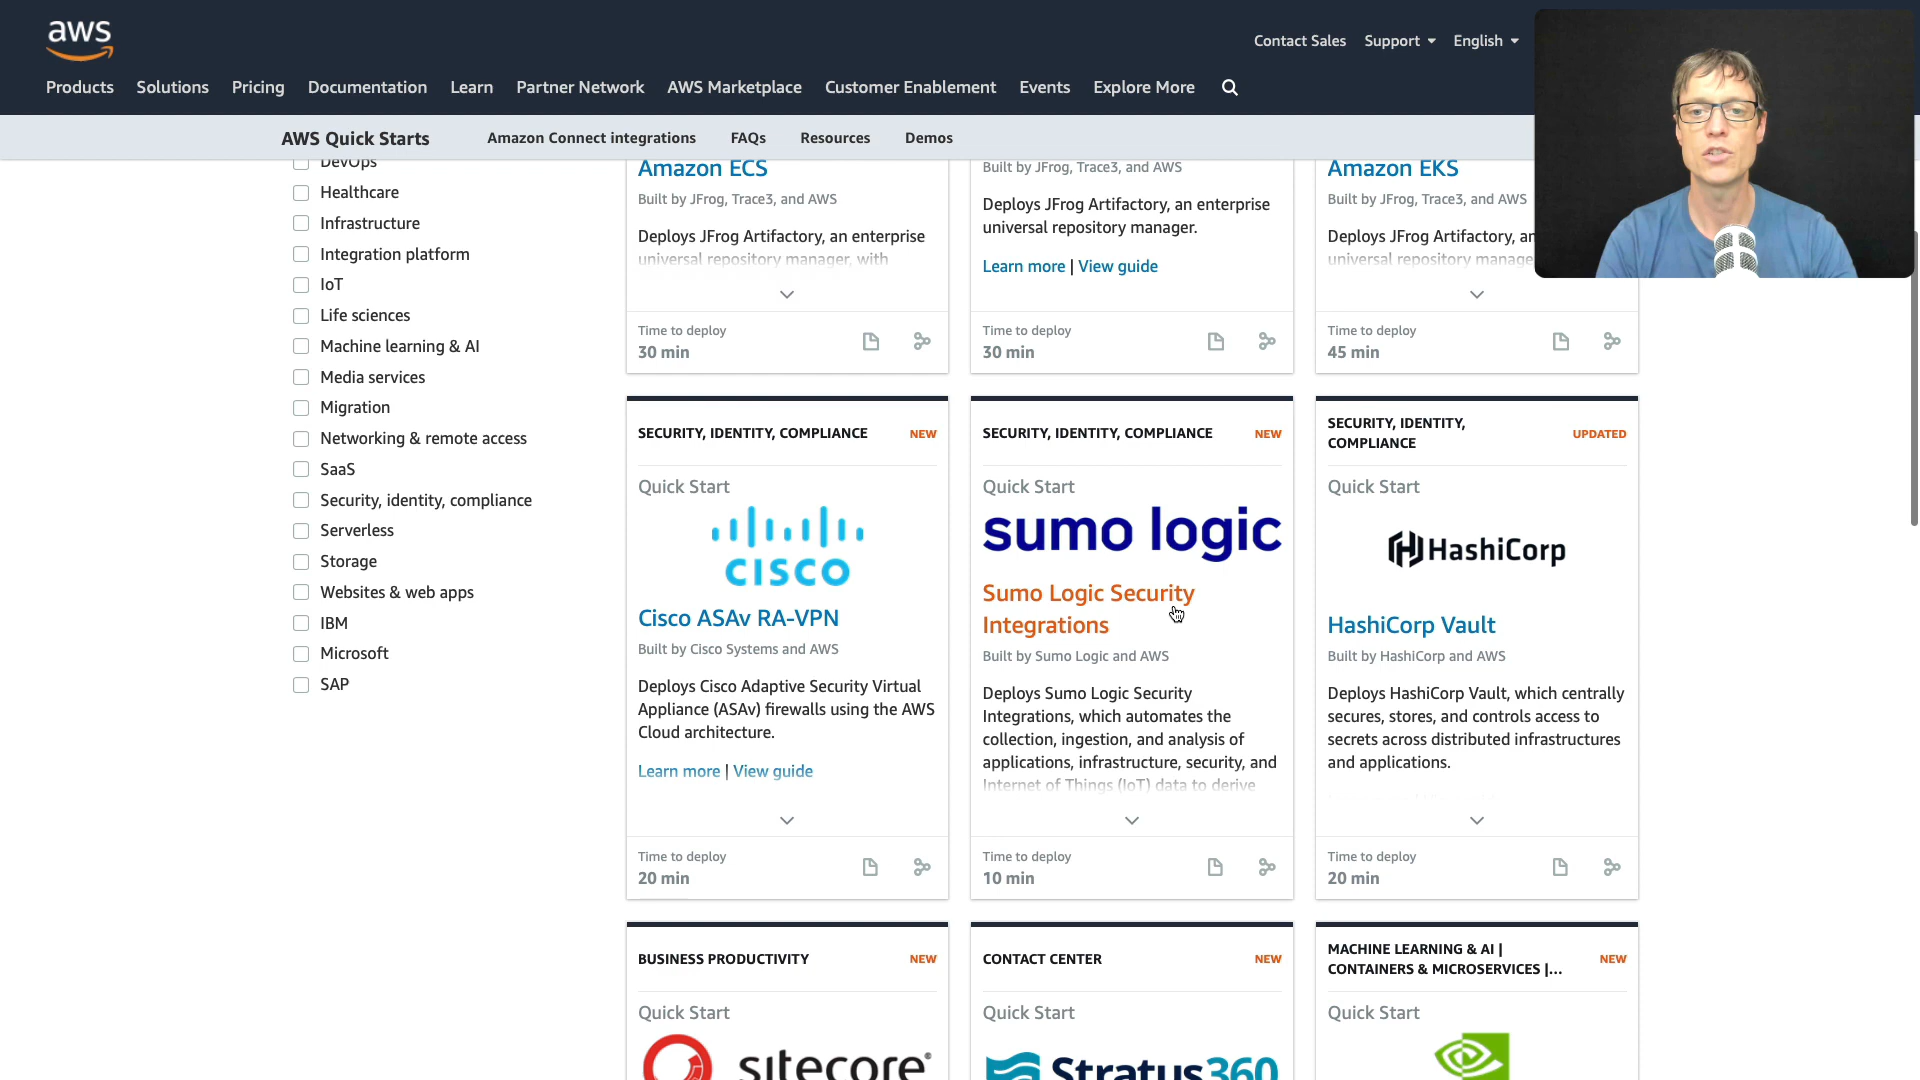 aws
Contact Sales
Support
English
Products
Solutions
Pricing
Documentation
Learn
Partner Network
AWS Marketplace
Customer Enablement
Events
Explore More
AWS Quick Starts
Amazon Connect integrations
FAQs
Resources
Demos
DevOps
Healthcare
Infrastructure
Integration platform
IoT
Life sciences
Machine learning & AI
Media services
Migration
Networking & remote access
SaaS
Security, identity, compliance
Serverless
Storage
Websites & web apps
IBM
Microsoft
SAP
Amazon ECS
Built by JFrog, Trace3, and AWS
Deploys JFrog Artifactory, an enterprise
universal repository manager, with
Time to deploy
30 min
Built by JFrog, Trace3, and AWS
Deploys JFrog Artifactory, an enterprise
universal repository manager.
Learn more | View guide
Time to deploy
30 min
Amazon EKS
Built by JFrog, Trace3, and AWS
Deploys JFrog Artifactory, an
universal repository manage
Time to deploy
45 min
SECURITY, IDENTITY, COMPLIANCE
NEW
Quick Start
CISCO
Cisco ASAv RA-VPN
Built by Cisco Systems and AWS
Deploys Cisco Adaptive Security Virtual
Appliance (ASAv) firewalls using the AWS
Cloud architecture.
Learn more | View guide
Time to deploy
20 min
SECURITY, IDENTITY, COMPLIANCE
NEW
Quick Start
sumo logic
Sumo Logic Security
Integrations
Built by Sumo Logic and AWS
Deploys Sumo Logic Security
Integrations, which automates the
collection, ingestion, and analysis of
applications, infrastructure, security, and
Internet of Things (IoT) data to derive
Time to deploy
10 min
SECURITY, IDENTITY,
COMPLIANCE
UPDATED
Quick Start
HashiCorp
HashiCorp Vault
Built by HashiCorp and AWS
Deploys HashiCorp Vault, which centrally
secures, stores, and controls access to
secrets across distributed infrastructures
and applications.
Time to deploy
20 min
BUSINESS PRODUCTIVITY
NEW
Quick Start
sitecore
CONTACT CENTER
NEW
Quick Start
Stratus360
MACHINE LEARNING & AI |
CONTAINERS & MICROSERVICES |...
NEW
Quick Start